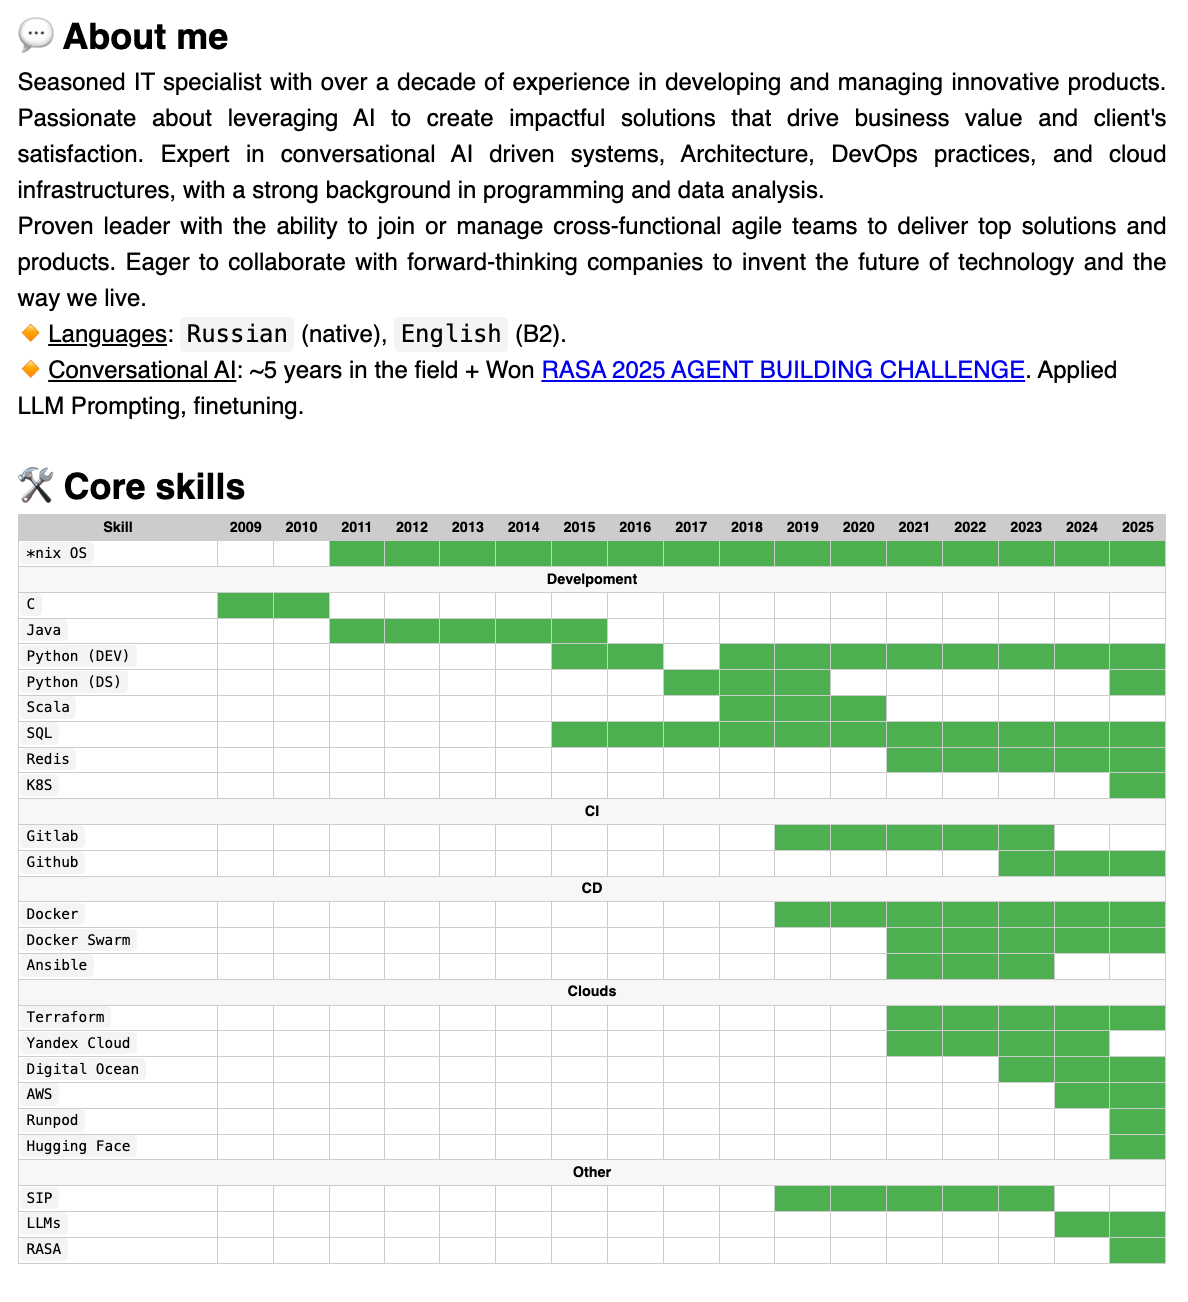 💬 About me
Seasoned IT specialist with over a decade of experience in developing and managing innovative products.
Passionate about leveraging AI to create impactful solutions that drive business value and client's
satisfaction. Expert in conversational AI driven systems, Architecture, DevOps practices, and cloud
infrastructures, with a strong background in programming and data analysis.
Proven leader with the ability to join or manage cross-functional agile teams to deliver top solutions and
products. Eager to collaborate with forward-thinking companies to invent the future of technology and the
way we live.
🔸 Languages: Russian (native), English (B2).
🔸 Conversational AI: ~5 years in the field + Won RASA 2025 AGENT BUILDING CHALLENGE. Applied
LLM Prompting, finetuning.
🛠 Core skills
Skill 2009 2010 2011 2012 2013 2014 2015 2016 2017 2018 2019 2020 2021 2022 2023 2024 2025
*nix OS
Develpoment
C
Java
Python (DEV)
Python (DS)
Scala
SQL
Redis
K8S
CI
Gitlab
Github
CD
Docker
Docker Swarm
Ansible
Clouds
Terraform
Yandex Cloud
Digital Ocean
AWS
Runpod
Hugging Face
Other
SIP
LLMs
RASA